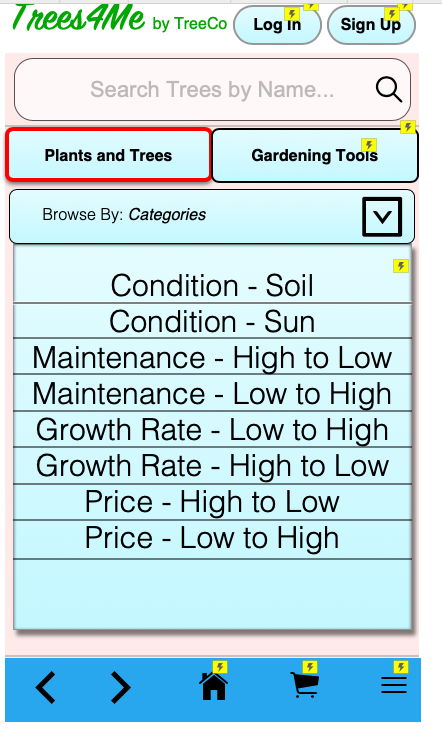 Trees4Me by TreeCo Log In Sign Up
Search Trees by Name...
Plants and Trees Gardening Tools
Browse By: Categories
Condition - Soil
Condition - Sun
Maintenance - High to Low
Maintenance - Low to High
Growth Rate - Low to High
Growth Rate - High to Low
Price - High to Low
Price - Low to High